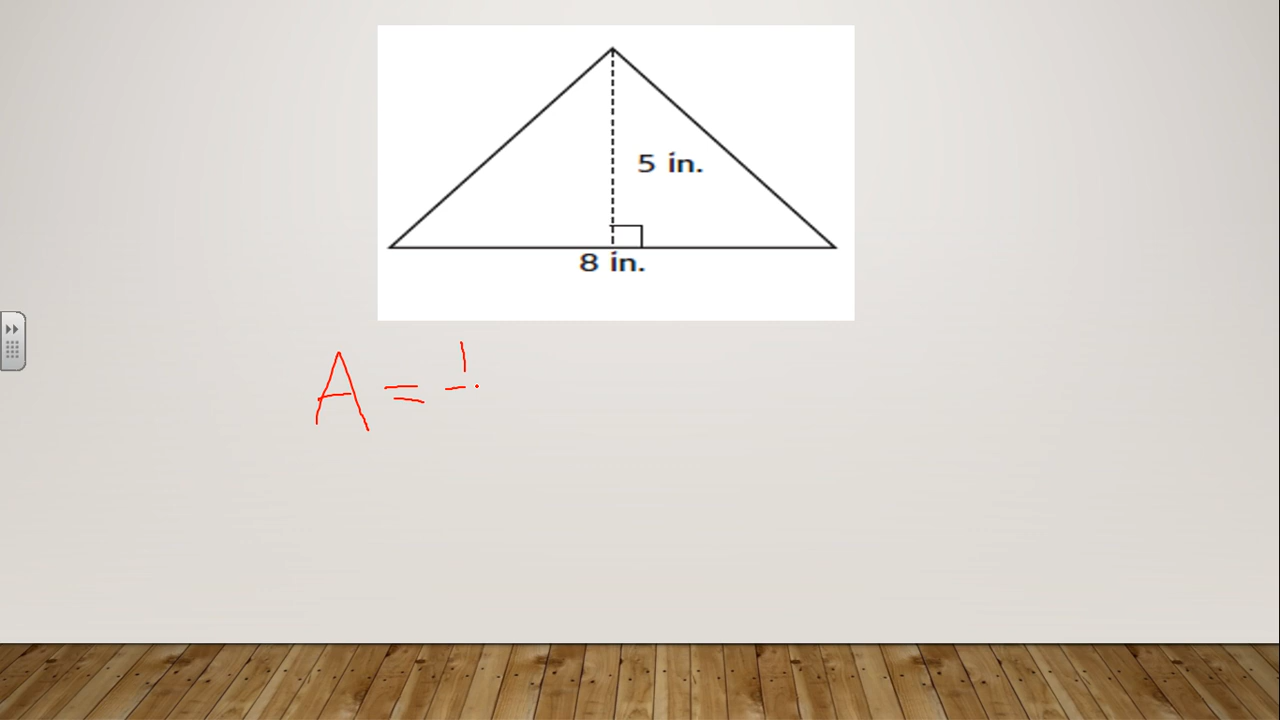 5 in.
8 in.
A = 1